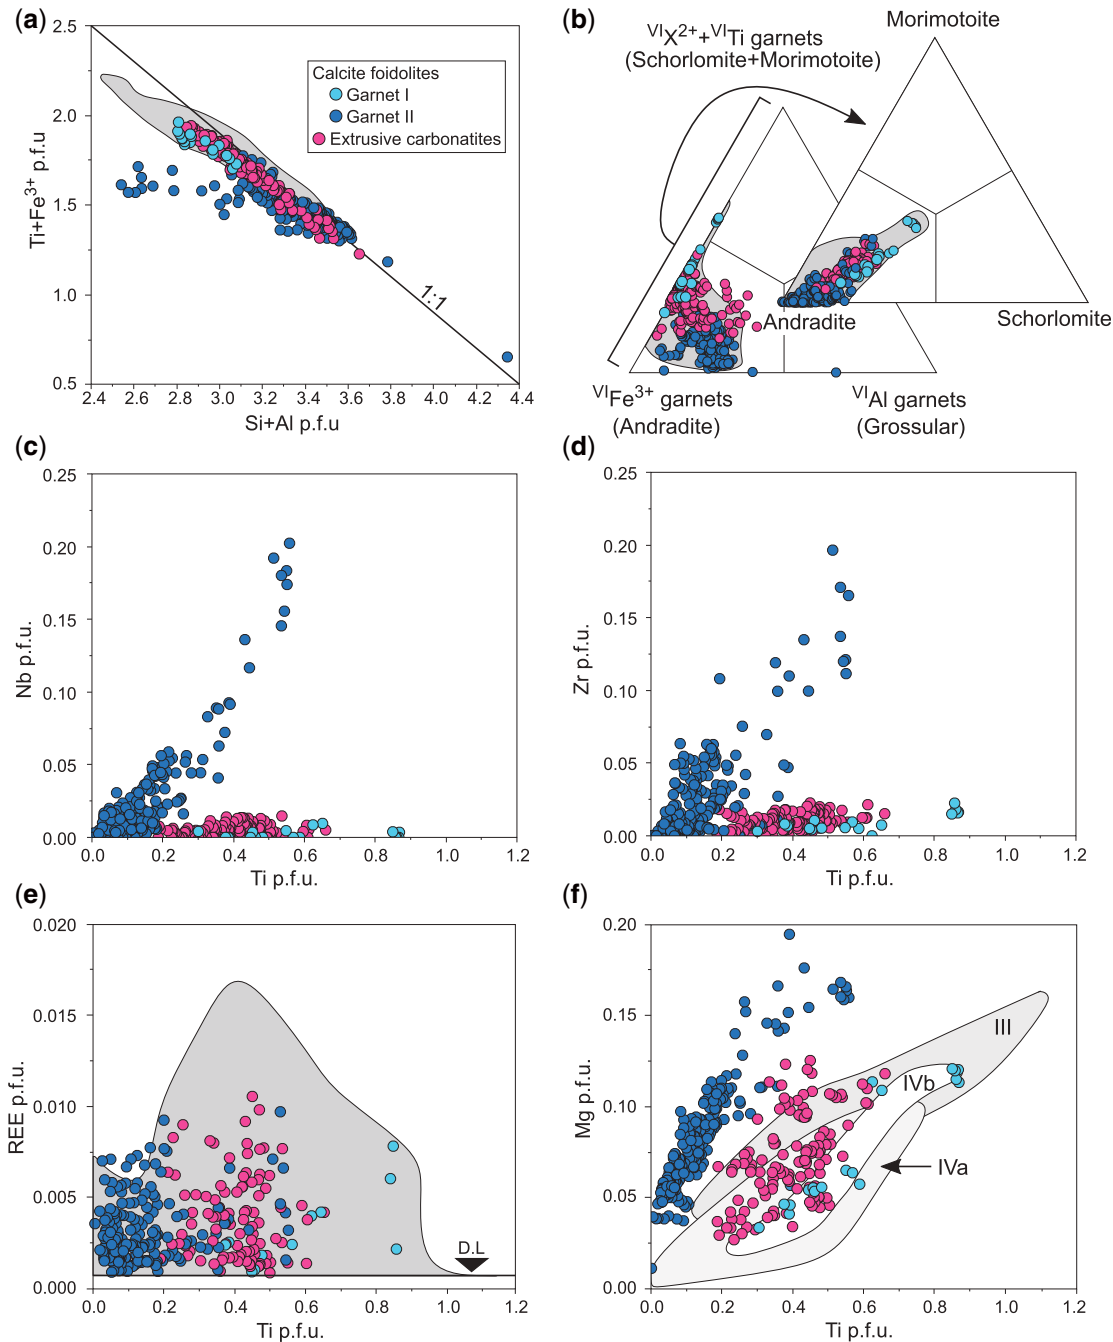 (a)
2.5
2.0
1.5
1.0
0.5
Ti+Fe3+ p.f.u
2.4 2.6 2.8 3.0 3.2 3.4 3.6 3.8 4.0 4.2 4.4
Si+Al p.f.u
Calcite foidolites
Garnet I
Garnet II
Extrusive carbonatites
1:1
(b)
VIX2++VITi garnets
(Schorlomite+Morimotoite)
Morimotoite
Andradite
Schorlomite
VIFe3+ garnets
(Andradite)
VIAl garnets
(Grossular)
(c)
0.25
0.20
0.15
0.10
0.05
0.00
Nb p.f.u.
0.0 0.2 0.4 0.6 0.8 1.0 1.2
Ti p.f.u.
(d)
0.25
0.20
0.15
0.10
0.05
0.00
Zr p.f.u.
0.0 0.2 0.4 0.6 0.8 1.0 1.2
Ti p.f.u.
(e)
0.020
0.015
0.010
0.005
0.000
REE p.f.u.
D.L
0.0 0.2 0.4 0.6 0.8 1.0 1.2
Ti p.f.u.
(f)
0.20
0.15
0.10
0.05
0.00
Mg p.f.u.
III
IVb
IVa
0.0 0.2 0.4 0.6 0.8 1.0 1.2
Ti p.f.u.